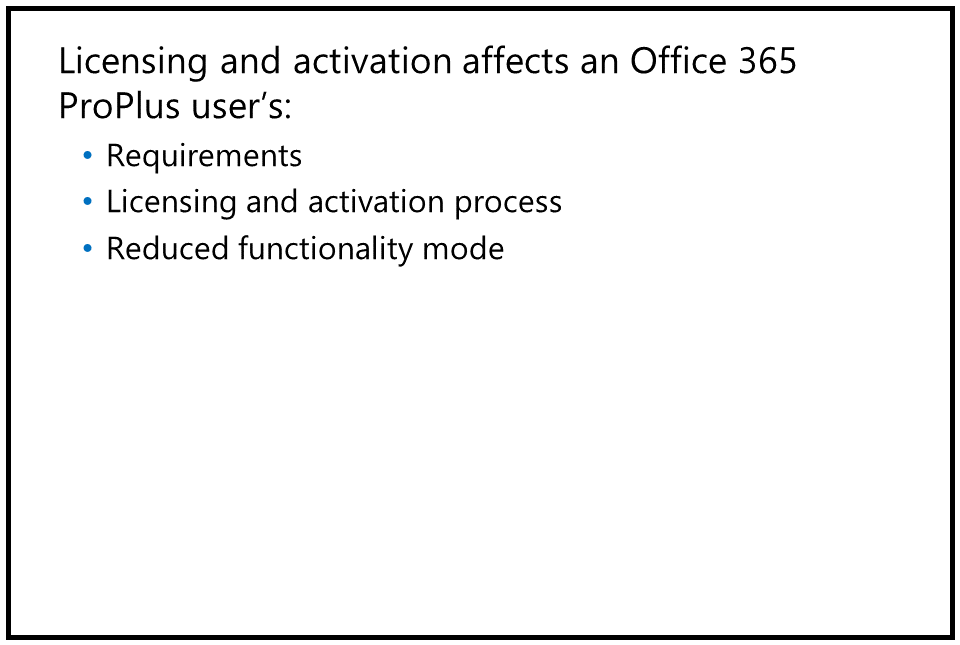 Licensing and activation affects an Office 365
ProPlus user’s:
• Requirements
• Licensing and activation process
• Reduced functionality mode